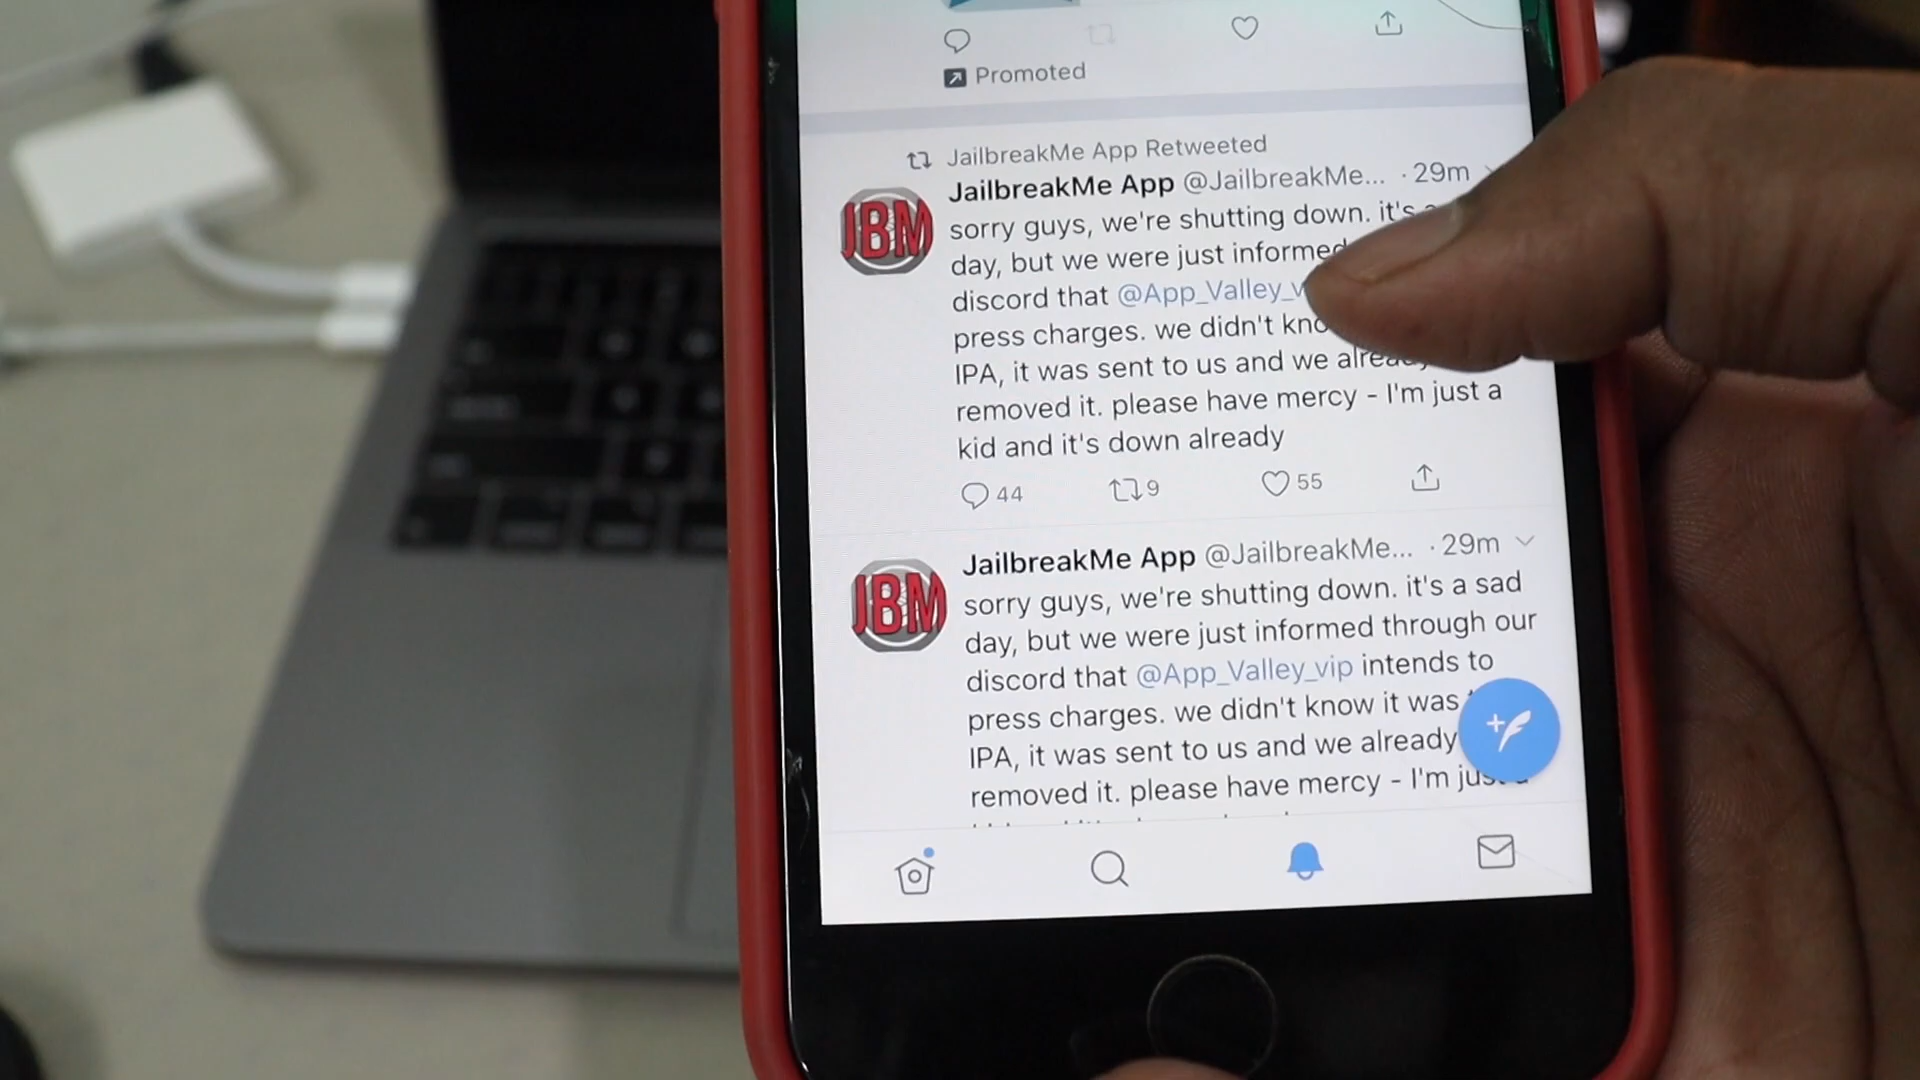 Promoted
JailbreakMe App Retweeted
JailbreakMe App @JailbreakMe... · 29m
JBM
sorry guys, we're shutting down. it's
day, but we were just informed
discord that @App_Valley_v
press charges. we didn't kno
IPA, it was sent to us and we already
removed it. please have mercy - I'm just a
kid and it's down already
44 9 55
JailbreakMe App @JailbreakMe... · 29m
JBM
sorry guys, we're shutting down. it's a sad
day, but we were just informed through our
discord that @App_Valley_vip intends to
press charges. we didn't know it was
IPA, it was sent to us and we already
removed it. please have mercy - I'm just a